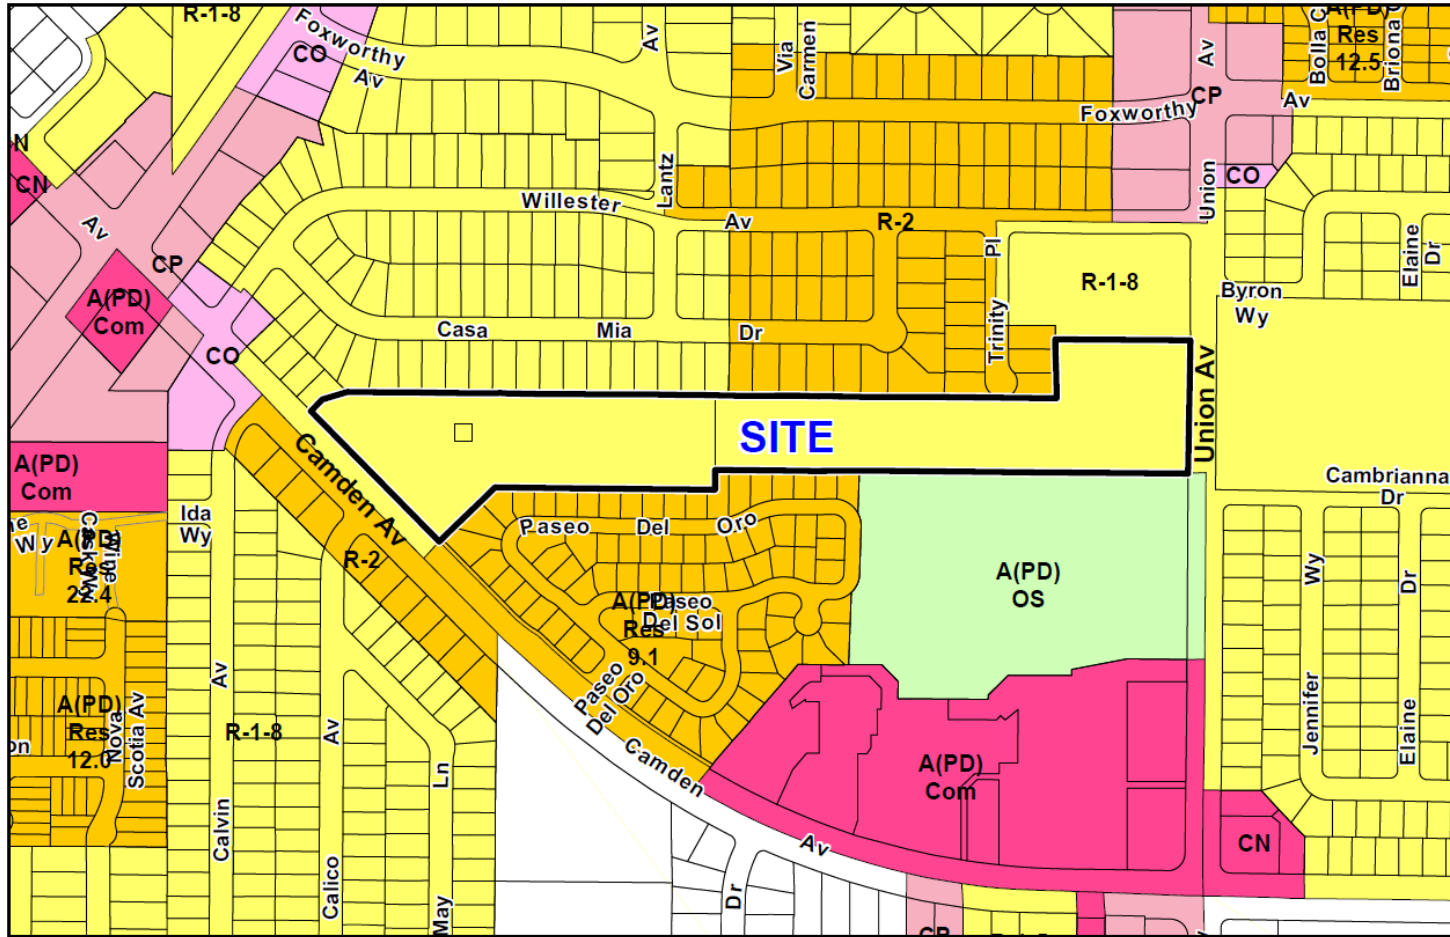 R-1-8
Foxworthy
Av
CO
Av
Via
Carmen
Av
CP
Foxworthy
Av
Bolla C
A(PD)
Res
12.5
Briona
N
CN
Av
CP
A(PD)
Com
CO
Willester
Lantz
Av
R-2
Pl
Trinity
R-1-8
Union
CO
Elaine
Dr
Byron
Wy
Casa Mia Dr
SITE
Union Av
Camden Av
A(PD)
Com
Ida
Wy
Wy
A(PD)
Res
22.4
R-2
Paseo Del Oro
A(PD)
Res
9.1
Paseo
Del Sol
A(PD)
OS
Cambrianna
Dr
Wy
Jennifer
Dr
Elaine
A(PD)
Res
12.0
Nova
Scotia Av
on
Av
Calvin
R-1-8
Av
Calico
Ln
May
Paseo
Del Oro
Camden
Av
A(PD)
Com
CN
Dr
CP